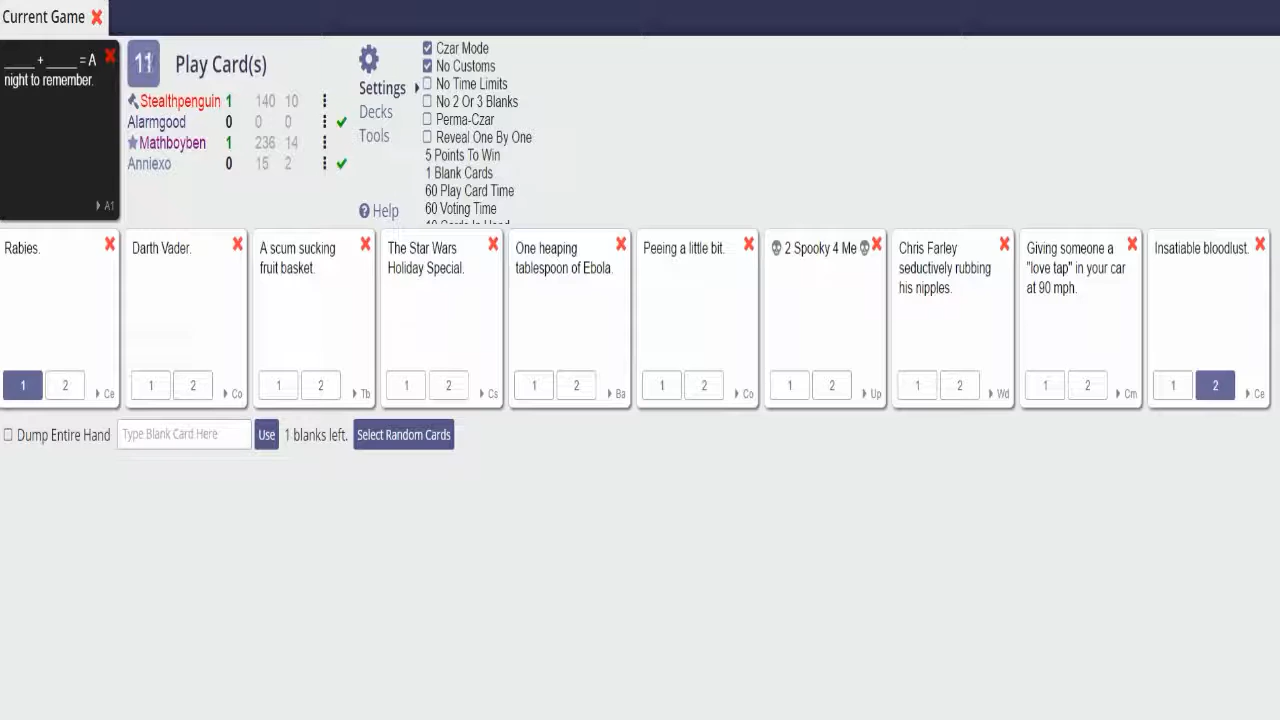 Current Game
_____ + _____ = A
night to remember.
A1
11 Play Card(s)
Stealthpenguin 1 140 10
Alarmgood 0 0 0
Mathboyben 1 236 14
Anniexo 0 15 2
Settings
Decks
Tools
Help
Czar Mode
No Customs
No Time Limits
No 2 Or 3 Blanks
Perma-Czar
Reveal One By One
5 Points To Win
1 Blank Cards
60 Play Card Time
60 Voting Time
10 Cards In Hand
Rabies.
1 2 Ce
Darth Vader.
1 2 Co
A scum sucking
fruit basket.
1 2 Tb
The Star Wars
Holiday Special.
1 2 Cs
One heaping
tablespoon of Ebola.
1 2 Ba
Peeing a little bit.
1 2 Co
💀 2 Spooky 4 Me 💀
1 2 Up
Chris Farley
seductively rubbing
his nipples.
1 2 Wd
Giving someone a
"love tap" in your car
at 90 mph.
1 2 Cm
Insatiable bloodlust.
1 2 Ce
Dump Entire Hand Type Blank Card Here Use 1 blanks left. Select Random Cards